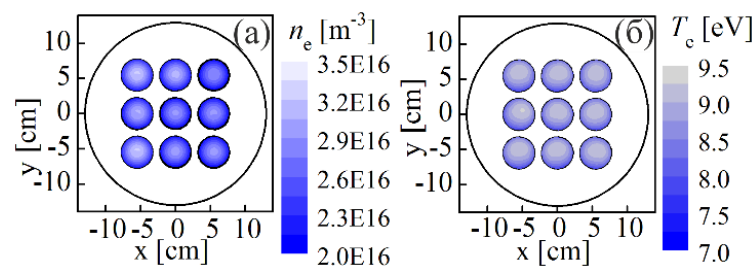 (а)
nₑ [m⁻³]
3.5E16
3.2E16
2.9E16
2.6E16
2.3E16
2.0E16
y [cm]
10
5
0
-5
-10
-10 -5 0 5 10
x [cm]
(б)
Tₑ [eV]
9.5
9.0
8.5
8.0
7.5
7.0
y [cm]
10
5
0
-5
-10
-10 -5 0 5 10
x [cm]